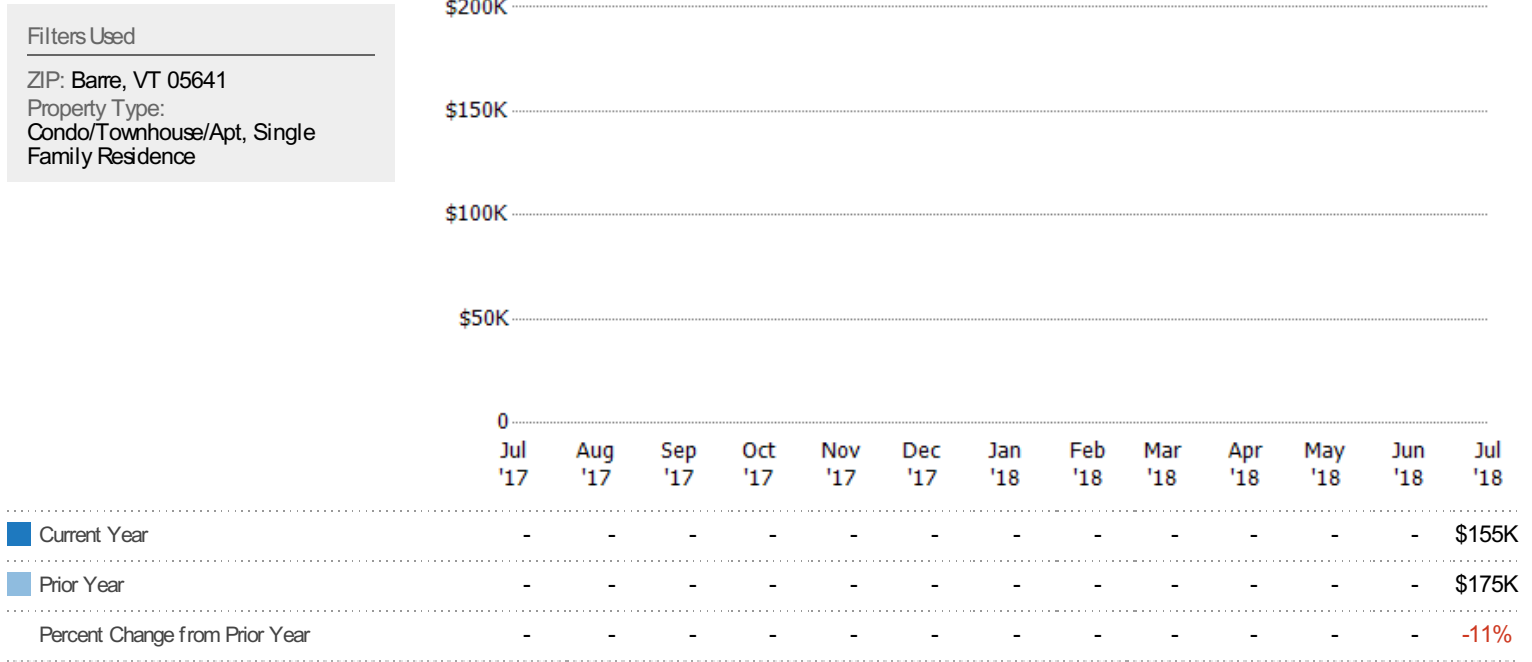 Filters Used
ZIP: Barre, VT 05641
Property Type:
Condo/Townhouse/Apt, Single
Family Residence
$200K
$150K
$100K
$50K
0
Jul Aug Sep Oct Nov Dec Jan Feb Mar Apr May Jun Jul
'17 '17 '17 '17 '17 '17 '18 '18 '18 '18 '18 '18 '18
Current Year - - - - - - - - - - - - $155K
Prior Year - - - - - - - - - - - - $175K
Percent Change from Prior Year - - - - - - - - - - - - -11%